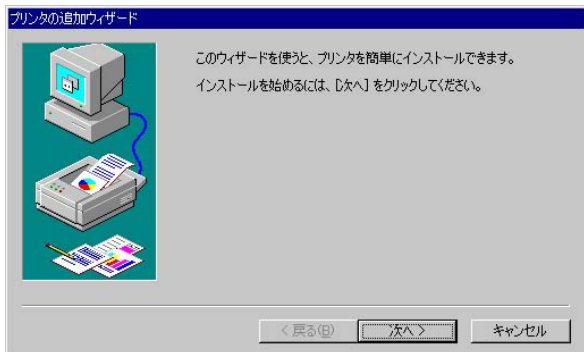 プリンタの追加ウィザード
このウィザードを使うと、プリンタを簡単にインストールできます。
インストールを始めるには、[次へ] をクリックしてください。
< 戻る(B)
次へ >
キャンセル